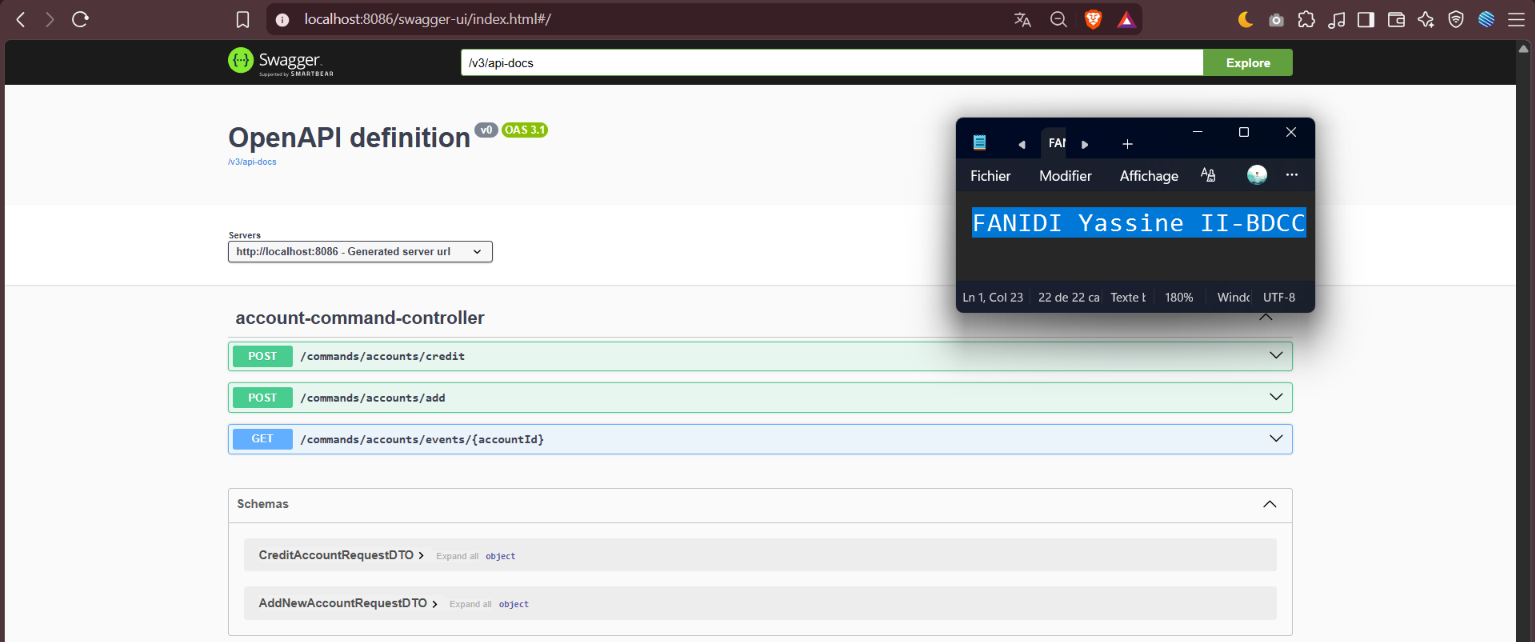 localhost:8086/swagger-ui/index.html#/
Swagger
Supported by SMARTBEAR
/v3/api-docs
Explore
OpenAPI definition v0 OAS 3.1
/v3/api-docs
FAN
Fichier Modifier Affichage
FANIDI Yassine II-BDCC
Ln 1, Col 23 22 de 22 ca Texte 180% Windo UTF-8
Servers
http://localhost:8086 - Generated server url
account-command-controller
POST /commands/accounts/credit
POST /commands/accounts/add
GET /commands/accounts/events/{accountId}
Schemas
CreditAccountRequestDTO Expand all object
AddNewAccountRequestDTO Expand all object